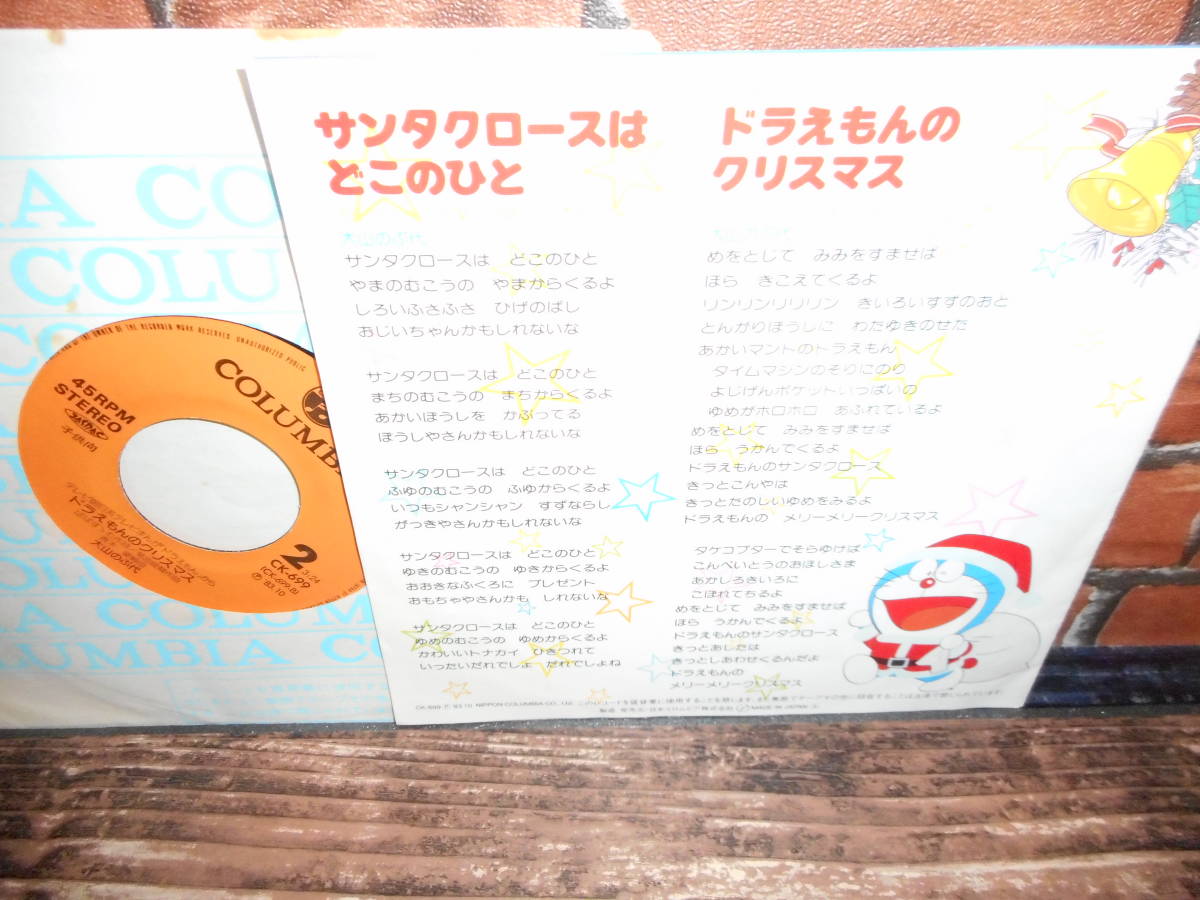 サンタクロースは
どこのひと
大山のぶ代
サンタクロースは どこのひと
やまのむこうの やまからくるよ
しろいふさふさ ひげのばし
おじいちゃんかもしれないな
サンタクロースは どこのひと
まちのむこうの まちからくるよ
あかいぼうしを かぶってる
ぼうしやさんかもしれないな
サンタクロースは どこのひと
ふゆのむこうの ふゆからくるよ
いつもシャンシャン すずならし
がっきやさんかもしれないな
サンタクロースは どこのひと
ゆきのむこうの ゆきからくるよ
おおきなふくろに プレゼント
おもちゃやさんかも しれないな
サンタクロースは どこのひと
ゆめのむこうの ゆめからくるよ
かわいいトナカイ ひきつれて
いったいだれでしょ だれでしょね
ドラえもんの
クリスマス
大山のぶ代
めをとじて みみをすませば
ほら きこえてくるよ
リンリンリリリン きいろいすずのおと
とんがりぼうしに わたゆきのせた
あかいマントのドラえもん
タイムマシンのそりにのり
よじげんポケットいっぱいの
ゆめがホロホロ あふれているよ
めをとじて みみをすませば
ほら うかんでくるよ
ドラえもんのサンタクロース
きっとこんやは
きっとたのしいゆめをみるよ
ドラえもんの メリーメリークリスマス
タケコプターでそらゆけば
こんぺいとうのおほしさま
あかしろきいろに
こぼれてちるよ
めをとじて みみをすませば
ほら うかんでくるよ
ドラえもんのサンタクロース
きっとあしたは
きっとしあわせくるんだよ
ドラえもんの
メリーメリークリスマス
CK-699 Ⓟ 83.10 NIPPON COLUMBIA CO., LTD.
MADE IN JAPAN
45RPM
STEREO
子供向
COLUMBIA
2
CK-699
Ⓟ 83.10
ドラえもんのクリスマス
大山のぶ代
IA CO
COLU
COLUMBIA
UMBIA CO